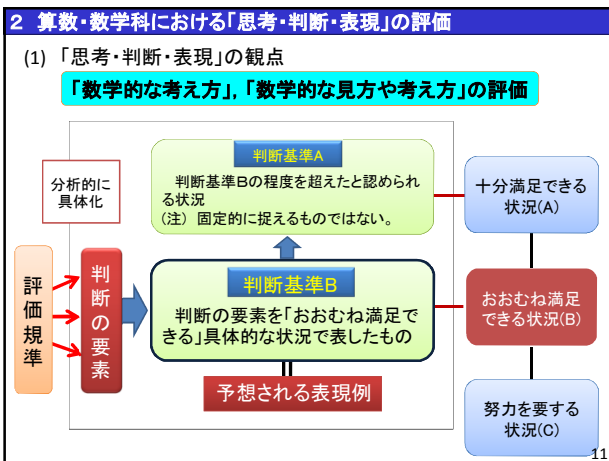 2 算数・数学科における「思考・判断・表現」の評価
(1) 「思考・判断・表現」の観点
「数学的な考え方」，「数学的な見方や考え方」の評価
分析的に
具体化
判断基準A
判断基準Bの程度を超えたと認められ
る状況
(注) 固定的に捉えるものではない。
十分満足できる
状況(A)
評価規準
判断の要素
判断基準B
判断の要素を「おおむね満足で
きる」具体的な状況で表したもの
おおむね満足
できる状況(B)
予想される表現例
努力を要する
状況(C)
11